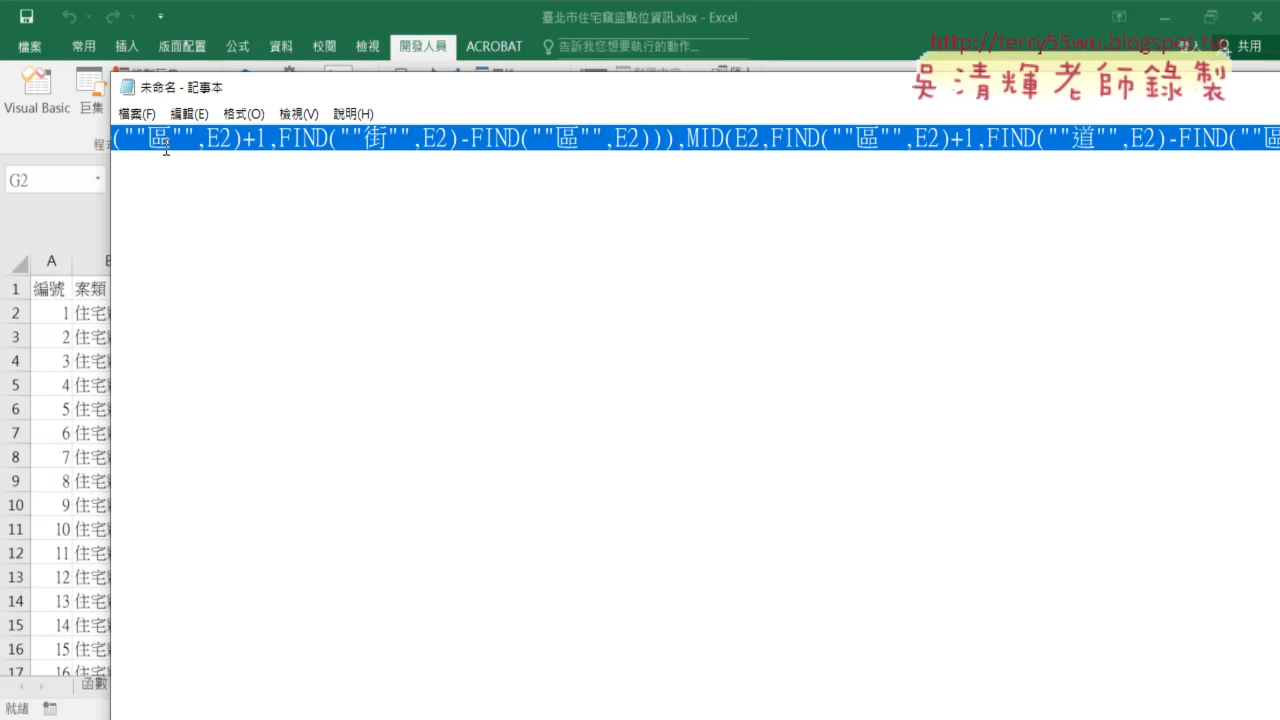 臺北市住宅竊盜點位資訊.xlsx - Excel
檔案 常用 插入 版面配置 公式 資料 校閱 檢視 開發人員 ACROBAT 告訴我您想要執行的動作... 共用
http://terry55wu.blogspot.tw
吳清輝老師錄製
Visual Basic 巨集
未命名 - 記事本
檔案(F) 編輯(E) 格式(O) 檢視(V) 說明(H)
(""區"",E2)+1,FIND(""街"",E2)-FIND(""區"",E2))),MID(E2,FIND(""區"",E2)+1,FIND(""道"",E2)-FIND(""區
G2
A
1 編號 案類
2 1 住宅
3 2 住宅
4 3 住宅
5 4 住宅
6 5 住宅
7 6 住宅
8 7 住宅
9 8 住宅
10 9 住宅
11 10 住宅
12 11 住宅
13 12 住宅
14 13 住宅
15 14 住宅
16 15 住宅
17 16 住宅
函數
就緒